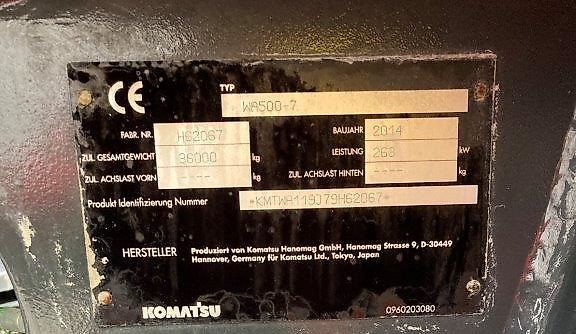 CE
TYP
WA500-7
FABR. NR. H62067 BAUJAHR 2014
ZUL. GESAMTGEWICHT 36000 kg LEISTUNG 263 kW
ZUL. ACHSLAST VORN ---- kg ZUL. ACHSLAST HINTEN ---- kg
Produkt Identifizierung Nummer *KMTWA119J79H62067*
HERSTELLER Produziert von Komatsu Hanomag GmbH, Hanomag Strasse 9, D-30449
Hannover, Germany für Komatsu Ltd., Tokyo, Japan
KOMATSU 0960203080